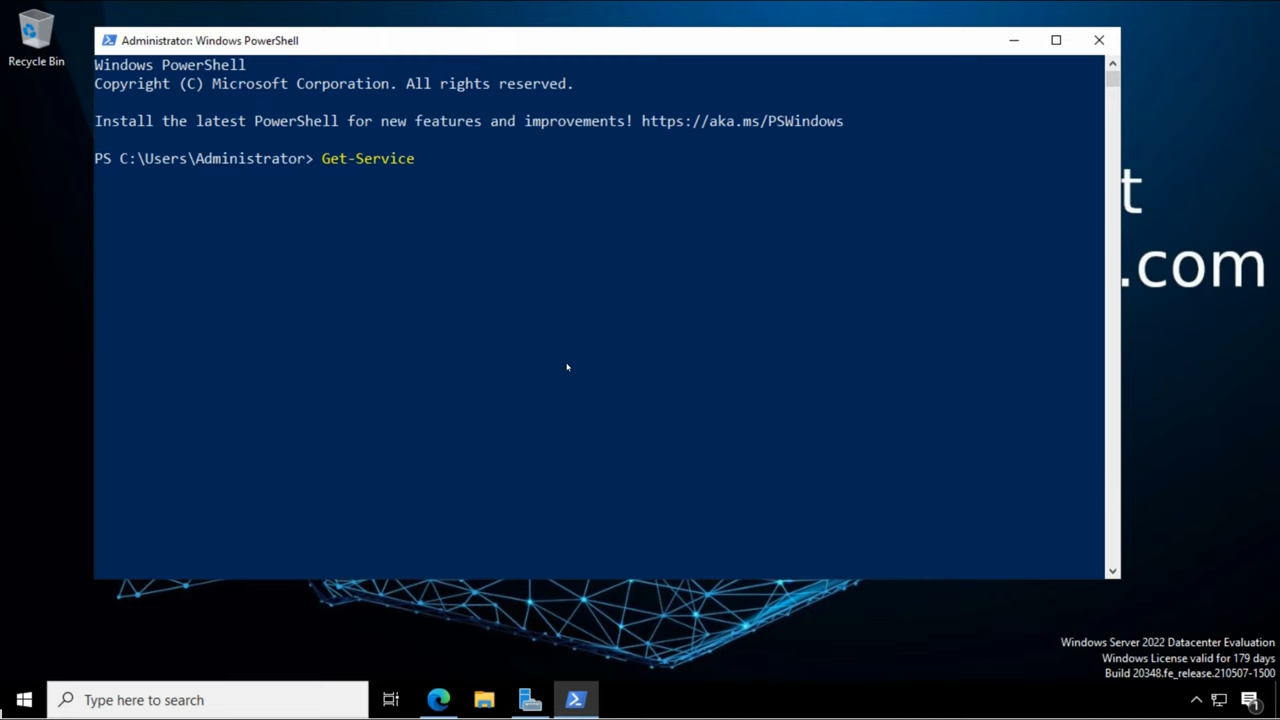 Recycle Bin
Administrator: Windows PowerShell
Windows PowerShell
Copyright (C) Microsoft Corporation. All rights reserved.
Install the latest PowerShell for new features and improvements! https://aka.ms/PSWindows
PS C:\Users\Administrator> Get-Service
t
.com
Windows Server 2022 Datacenter Evaluation
Windows License valid for 179 days
Build 20348.fe_release.210507-1500
Type here to search
1